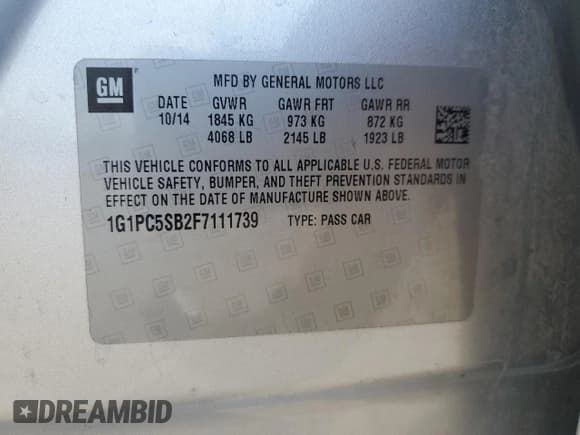 GM
MFD BY GENERAL MOTORS LLC
DATE GVWR GAWR FRT GAWR RR
10/14 1845 KG 973 KG 872 KG
4068 LB 2145 LB 1923 LB
THIS VEHICLE CONFORMS TO ALL APPLICABLE U.S. FEDERAL MOTOR
VEHICLE SAFETY, BUMPER, AND THEFT PREVENTION STANDARDS IN
EFFECT ON THE DATE OF MANUFACTURE SHOWN ABOVE.
1G1PC5SB2F7111739 TYPE: PASS CAR
DREAMBID